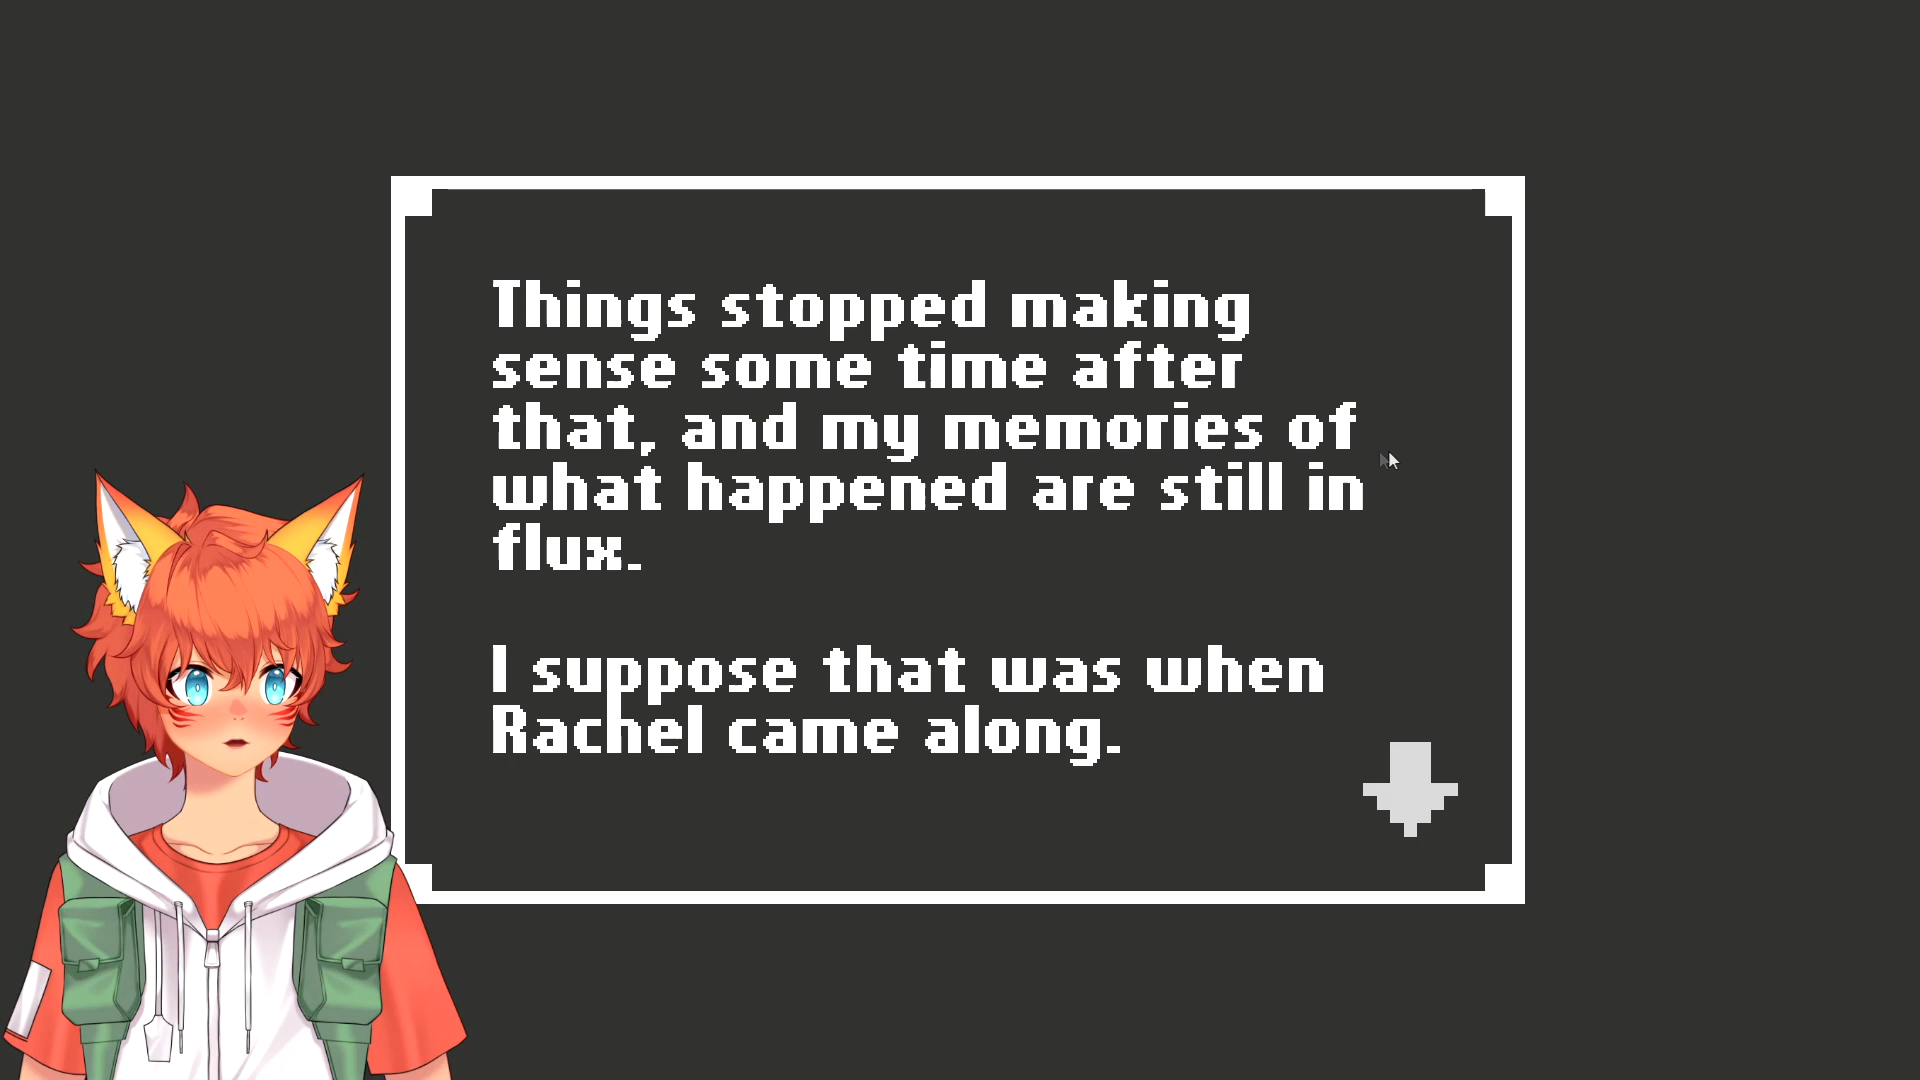 Things stopped making
sense some time after
that, and my memories of
what happened are still in
flux.
I suppose that was when
Rachel came along.